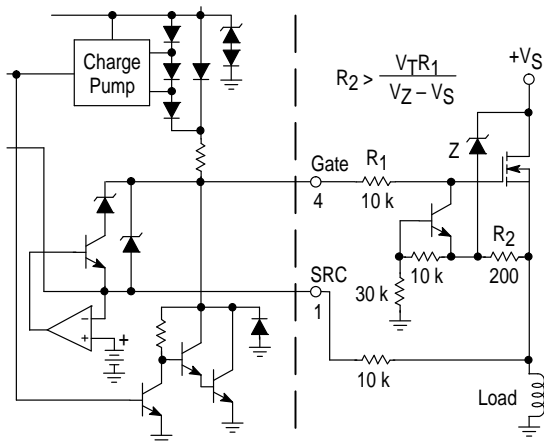 Charge
Pump
R2 > VTR1
VZ – VS
+VS
Gate
4
R1
10 k
Z
R2
200
10 k
30 k
SRC
1
10 k
Load
–
+
+